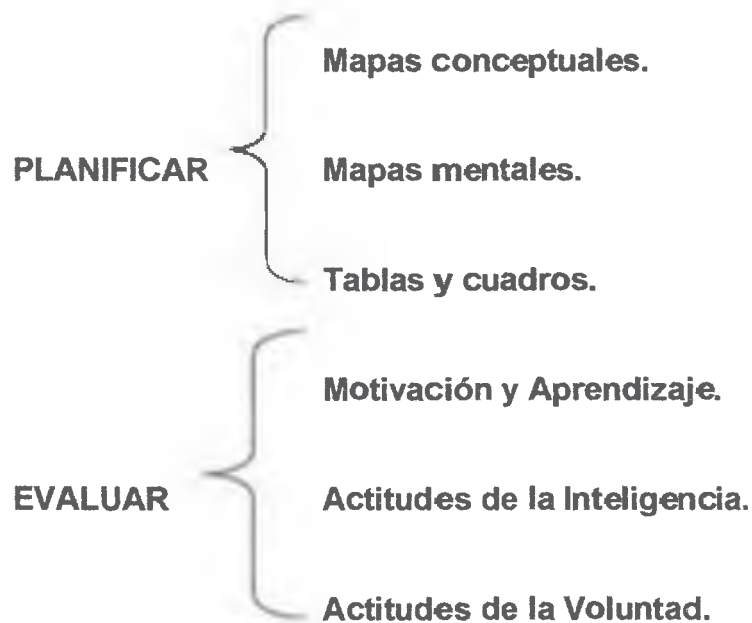 Mapas conceptuales.
PLANIFICAR
Mapas mentales.
Tablas y cuadros.
Motivación y Aprendizaje.
EVALUAR
Actitudes de la Inteligencia.
Actitudes de la Voluntad.